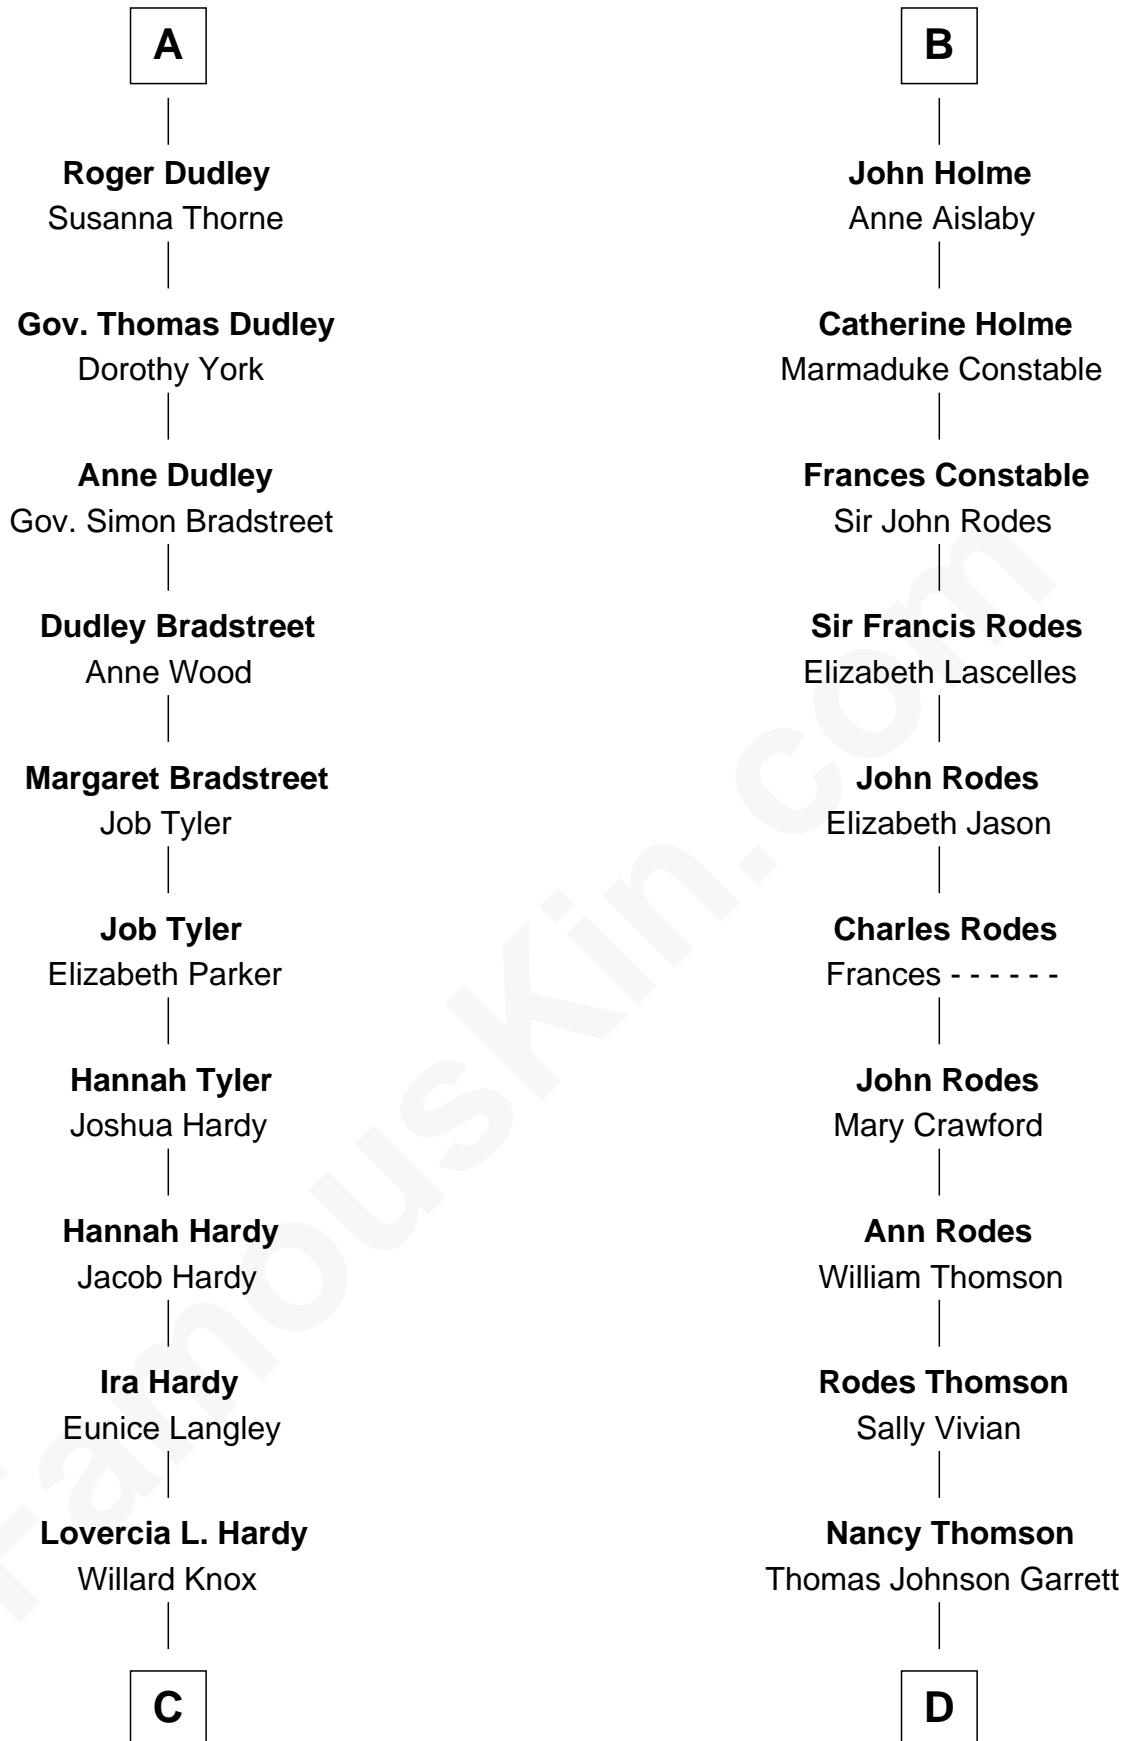 A
Roger Dudley
Susanna Thorne
Gov. Thomas Dudley
Dorothy York
Anne Dudley
Gov. Simon Bradstreet
Dudley Bradstreet
Anne Wood
Margaret Bradstreet
Job Tyler
Job Tyler
Elizabeth Parker
Hannah Tyler
Joshua Hardy
Hannah Hardy
Jacob Hardy
Ira Hardy
Eunice Langley
Lovercia L. Hardy
Willard Knox
C
B
John Holme
Anne Aislaby
Catherine Holme
Marmaduke Constable
Frances Constable
Sir John Rodes
Sir Francis Rodes
Elizabeth Lascelles
John Rodes
Elizabeth Jason
Charles Rodes
Frances - - - - - -
John Rodes
Mary Crawford
Ann Rodes
William Thomson
Rodes Thomson
Sally Vivian
Nancy Thomson
Thomas Johnson Garrett
D
FamousKin.com